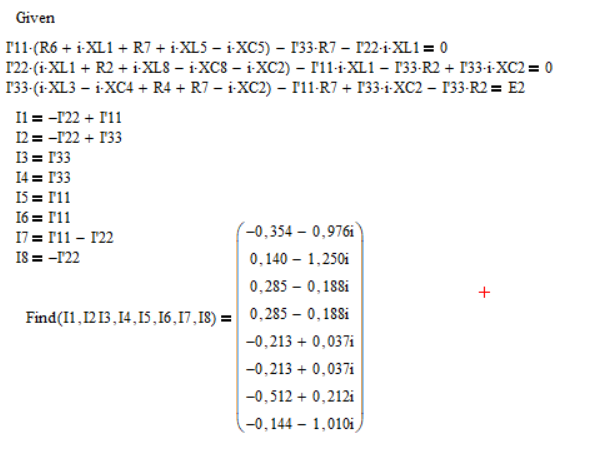 Given
I'11·(R6 + i·XL1 + R7 + i·XL5 − i·XC5) − I'33·R7 − I'22·i·XL1 = 0
I'22·(i·XL1 + R2 + i·XL8 − i·XC8 − i·XC2) − I'11·i·XL1 − I'33·R2 + I'33·i·XC2 = 0
I'33·(i·XL3 − i·XC4 + R4 + R7 − i·XC2) − I'11·R7 + I'33·i·XC2 − I'33·R2 = E2
I1 = −I'22 + I'11
I2 = −I'22 + I'33
I3 = I'33
I4 = I'33
I5 = I'11
I6 = I'11
I7 = I'11 − I'22
I8 = −I'22
Find(I1,I2 I3,I4,I5,I6,I7,I8) =
−0,354 − 0,976i
0,140 − 1,250i
0,285 − 0,188i
0,285 − 0,188i
−0,213 + 0,037i
−0,213 + 0,037i
−0,512 + 0,212i
−0,144 − 1,010i